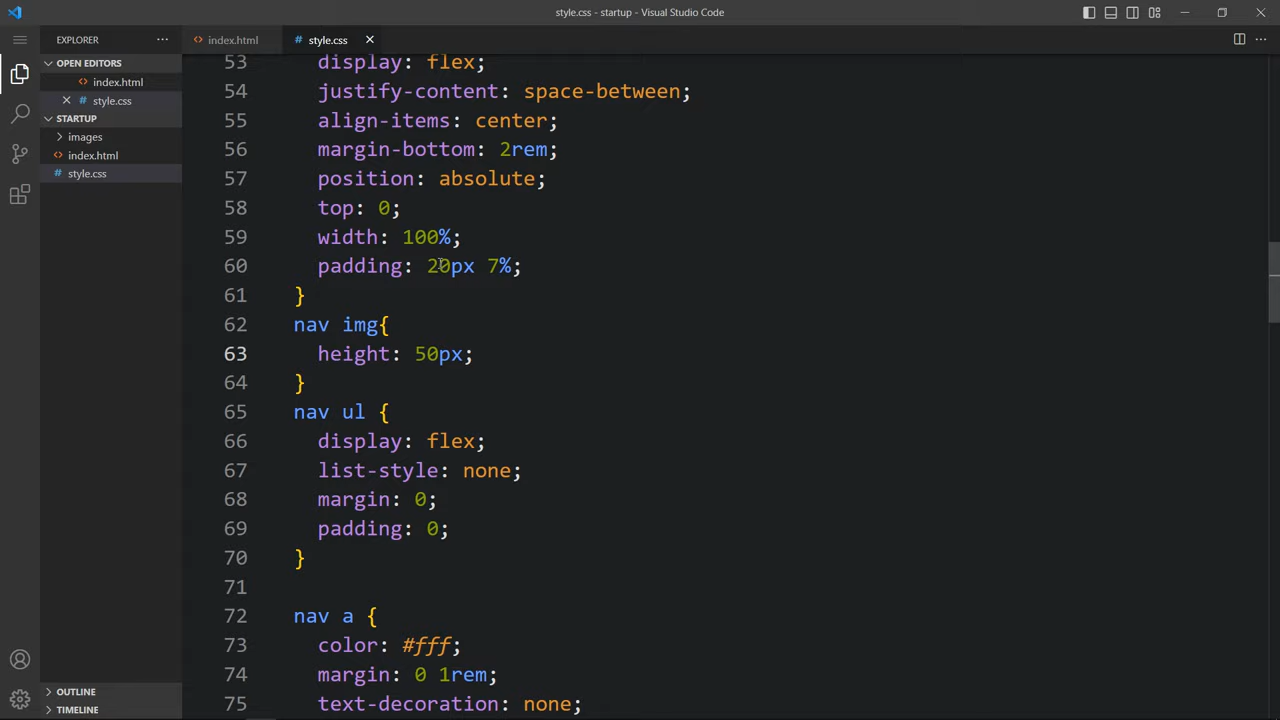 style.css - startup - Visual Studio Code
EXPLORER
index.html
style.css
OPEN EDITORS
index.html
style.css
STARTUP
images
index.html
style.css
OUTLINE
TIMELINE
53 display: flex;
54 justify-content: space-between;
55 align-items: center;
56 margin-bottom: 2rem;
57 position: absolute;
58 top: 0;
59 width: 100%;
60 padding: 20px 7%;
61 }
62 nav img{
63 height: 50px;
64 }
65 nav ul {
66 display: flex;
67 list-style: none;
68 margin: 0;
69 padding: 0;
70 }
71
72 nav a {
73 color: #fff;
74 margin: 0 1rem;
75 text-decoration: none;